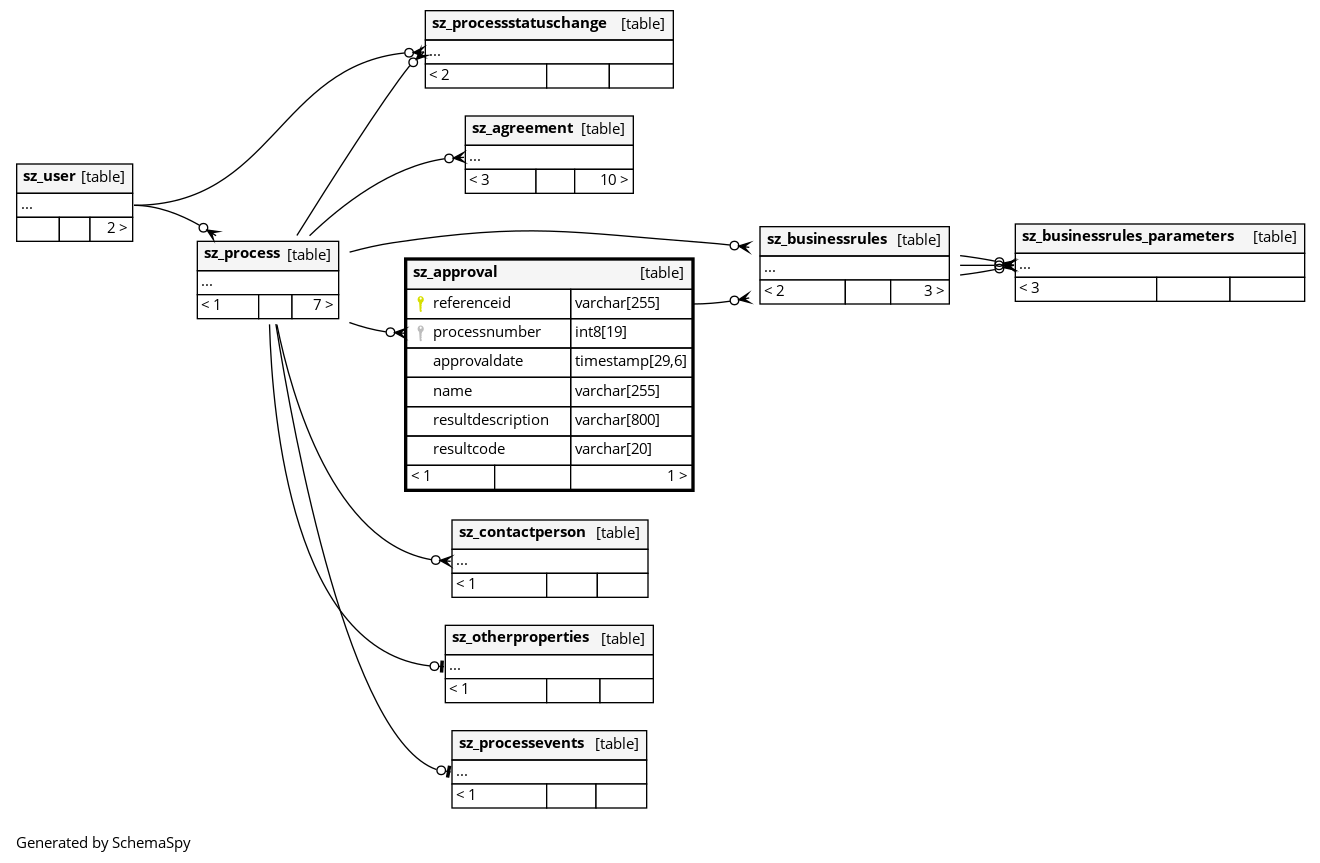 sz_processstatuschange [table]
...
< 2
sz_agreement [table]
...
< 3 10 >
sz_user [table]
...
2 >
sz_process [table]
...
< 1 7 >
sz_approval [table]
referenceid varchar[255]
processnumber int8[19]
approvaldate timestamp[29,6]
name varchar[255]
resultdescription varchar[800]
resultcode varchar[20]
< 1 1 >
sz_businessrules [table]
...
< 2 3 >
sz_businessrules_parameters [table]
...
< 3
sz_contactperson [table]
...
< 1
sz_otherproperties [table]
...
< 1
sz_processevents [table]
...
< 1
Generated by SchemaSpy